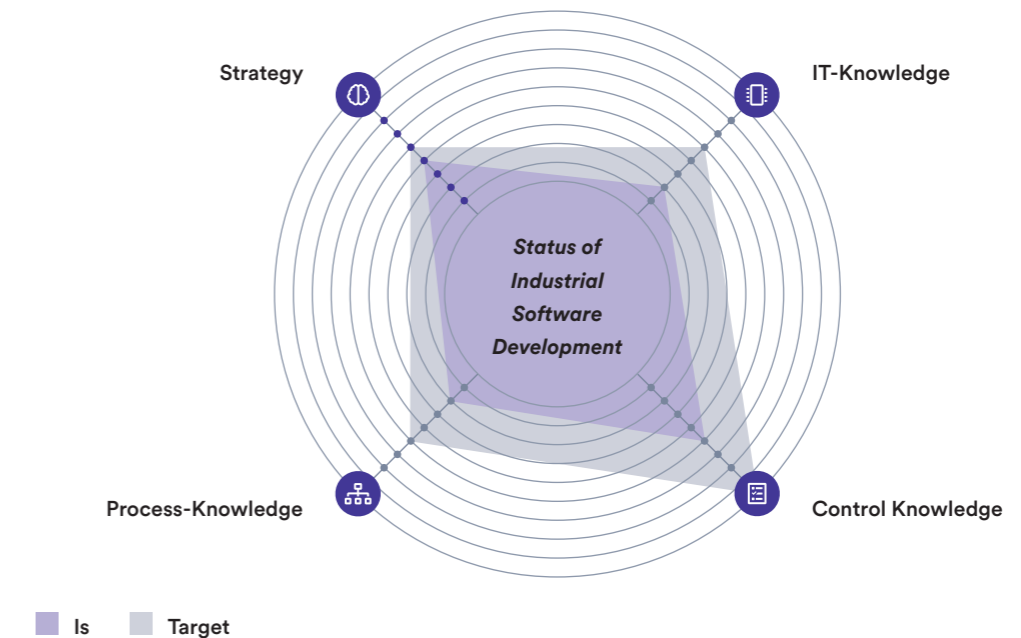 Strategy
IT-Knowledge
Status of
Industrial
Software
Development
Process-Knowledge
Control Knowledge
Is
Target